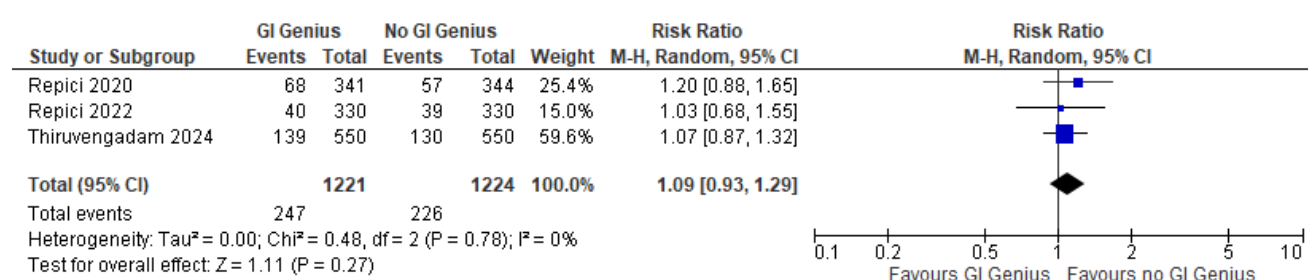 GI Genius No GI Genius Risk Ratio Risk Ratio
Study or Subgroup Events Total Events Total Weight M-H, Random, 95% CI M-H, Random, 95% CI
Repici 2020 68 341 57 344 25.4% 1.20 [0.88, 1.65]
Repici 2022 40 330 39 330 15.0% 1.03 [0.68, 1.55]
Thiruvengadam 2024 139 550 130 550 59.6% 1.07 [0.87, 1.32]
Total (95% CI) 1221 1224 100.0% 1.09 [0.93, 1.29]
Total events 247 226
Heterogeneity: Tau² = 0.00; Chi² = 0.48, df = 2 (P = 0.78); I² = 0%
Test for overall effect: Z = 1.11 (P = 0.27)
0.1 0.2 0.5 1 2 5 10
Favours GI Genius Favours no GI Genius